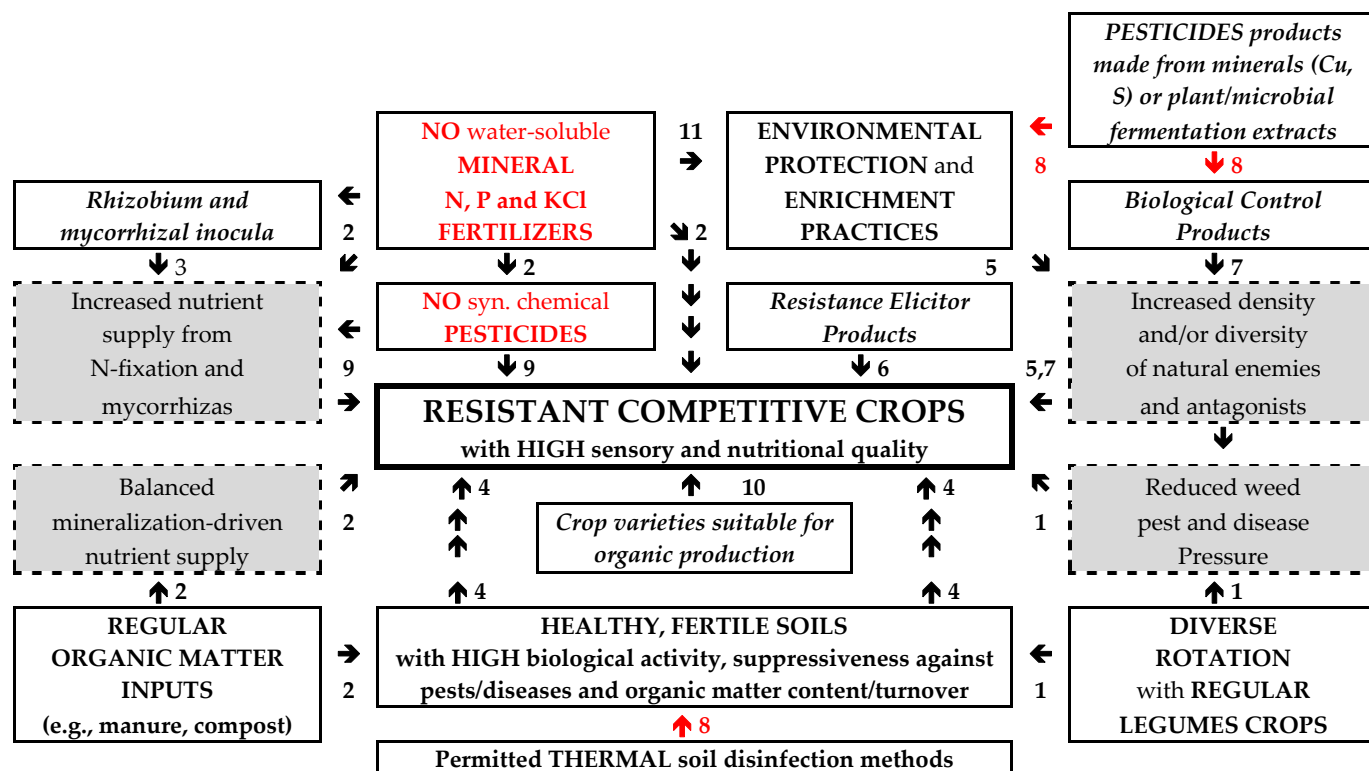 PESTICIDES products
made from minerals (Cu,
S) or plant/microbial
fermentation extracts
NO water-soluble
MINERAL
N, P and KCl
FERTILIZERS
11
ENVIRONMENTAL
PROTECTION and
ENRICHMENT
PRACTICES
8
8
Rhizobium and
mycorrhizal inocula
2
2
Biological Control
Products
3
2
5
7
Increased nutrient
supply from
N-fixation and
mycorrhizas
NO syn. chemical
PESTICIDES
Resistance Elicitor
Products
Increased density
and/or diversity
of natural enemies
and antagonists
9
9
6
5,7
RESISTANT COMPETITIVE CROPS
with HIGH sensory and nutritional quality
Balanced
mineralization-driven
nutrient supply
2
4
10
4
1
Crop varieties suitable for
organic production
Reduced weed
pest and disease
Pressure
2
4
4
1
REGULAR
ORGANIC MATTER
INPUTS
(e.g., manure, compost)
2
HEALTHY, FERTILE SOILS
with HIGH biological activity, suppressiveness against
pests/diseases and organic matter content/turnover
1
DIVERSE
ROTATION
with REGULAR
LEGUMES CROPS
8
Permitted THERMAL soil disinfection methods